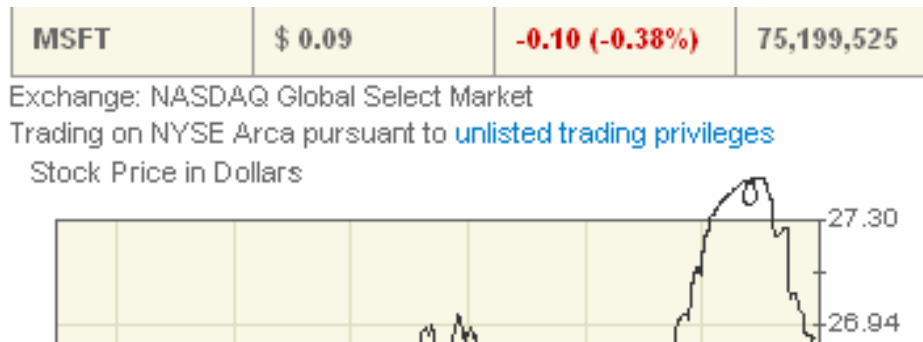 MSFT $ 0.09 -0.10 (-0.38%) 75,199,525
Exchange: NASDAQ Global Select Market
Trading on NYSE Arca pursuant to unlisted trading privileges
Stock Price in Dollars
27.30
26.94